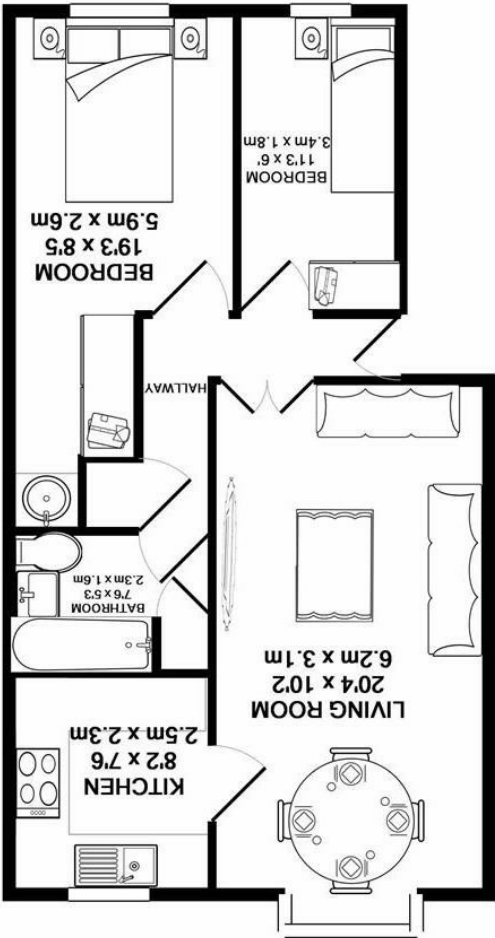 LIVING ROOM
20'4 x 10'2
6.2m x 3.1m
KITCHEN
8'2 x 7'6
2.5m x 2.3m
BATHROOM
7'6 x 5'3
2.3m x 1.6m
HALLWAY
BEDROOM
19'3 x 8'5
5.9m x 2.6m
BEDROOM
11'3 x 6'
3.4m x 1.8m